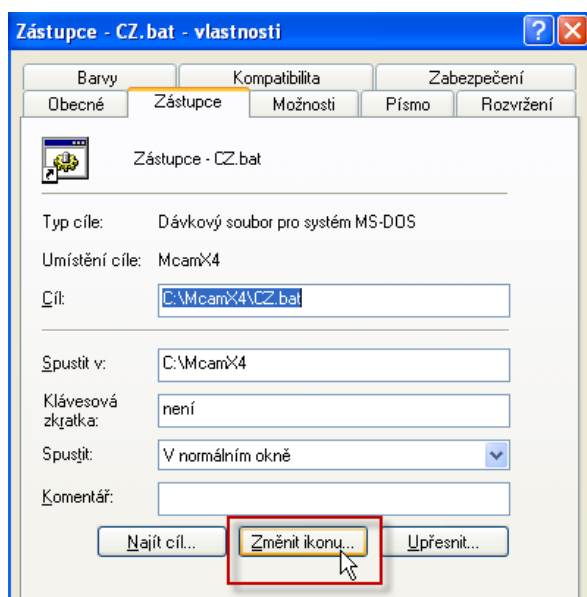 Zástupce - CZ.bat - vlastnosti
Barvy Kompatibilita Zabezpečení
Obecné Zástupce Možnosti Písmo Rozvržení
Zástupce - CZ.bat
Typ cíle: Dávkový soubor pro systém MS-DOS
Umístění cíle: McamX4
Cíl: C:\McamX4\CZ.bat
Spustit v: C:\McamX4
Klávesová
zkratka: není
Spustit: V normálním okně
Komentář:
Najít cíl... Změnit ikonu... Upřesnit...